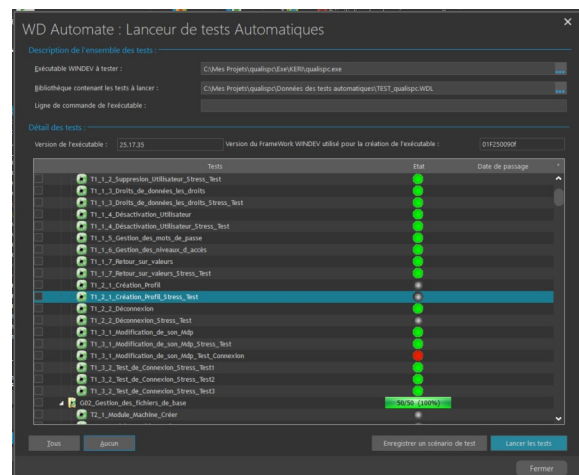 WD Automate : Lanceur de tests Automatiques
Description de l'ensemble des tests :
Exécutable WINDEV à tester : C:\Mes Projets\qualispc\Exe\KERI\qualispc.exe ...
Bibliothèque contenant les tests à lancer : C:\Mes Projets\qualispc\Données des tests automatiques\TEST_qualispc.WDL ...
Ligne de commande de l'exécutable :
Détail des tests :
Version de l'exécutable : 25.17.35 Version du FrameWork WINDEV utilisé pour la création de l'exécutable : 01F250090f
Tests Etat Date de passage
T1_1_2_Suppresion_Utilisateur_Stress_Test
T1_1_3_Droits_de_données_les_droits
T1_1_3_Droits_de_données_les_droits_Stress_Test
T1_1_4_Désactivation_Utilisateur
T1_1_4_Désactivation_Utilisateur_Stress_Test
T1_1_5_Gestion_des_mots_de_passe
T1_1_6_Gestion_des_niveaux_d_accès
T1_1_7_Retour_sur_valeurs
T1_1_7_Retour_sur_valeurs_Stress_Test
T1_2_1_Création_Profil
T1_2_1_Création_Profil_Stress_Test
T1_2_2_Déconnexion
T1_2_2_Déconnexion_Stress_Test
T1_3_1_Modification_de_son_Mdp
T1_3_1_Modification_de_son_Mdp_Stress_Test
T1_3_1_Modification_de_son_Mdp_Test_Connexion
T1_3_2_Test_de_Connexion_Stress_Test1
T1_3_2_Test_de_Connexion_Stress_Test2
T1_3_2_Test_de_Connexion_Stress_Test3
G02_Gestion_des_fichiers_de_base 50/50 (100%)
T2_1_Module_Machine_Créer
Tous Aucun Enregistrer un scénario de test Lancer les tests
Fermer